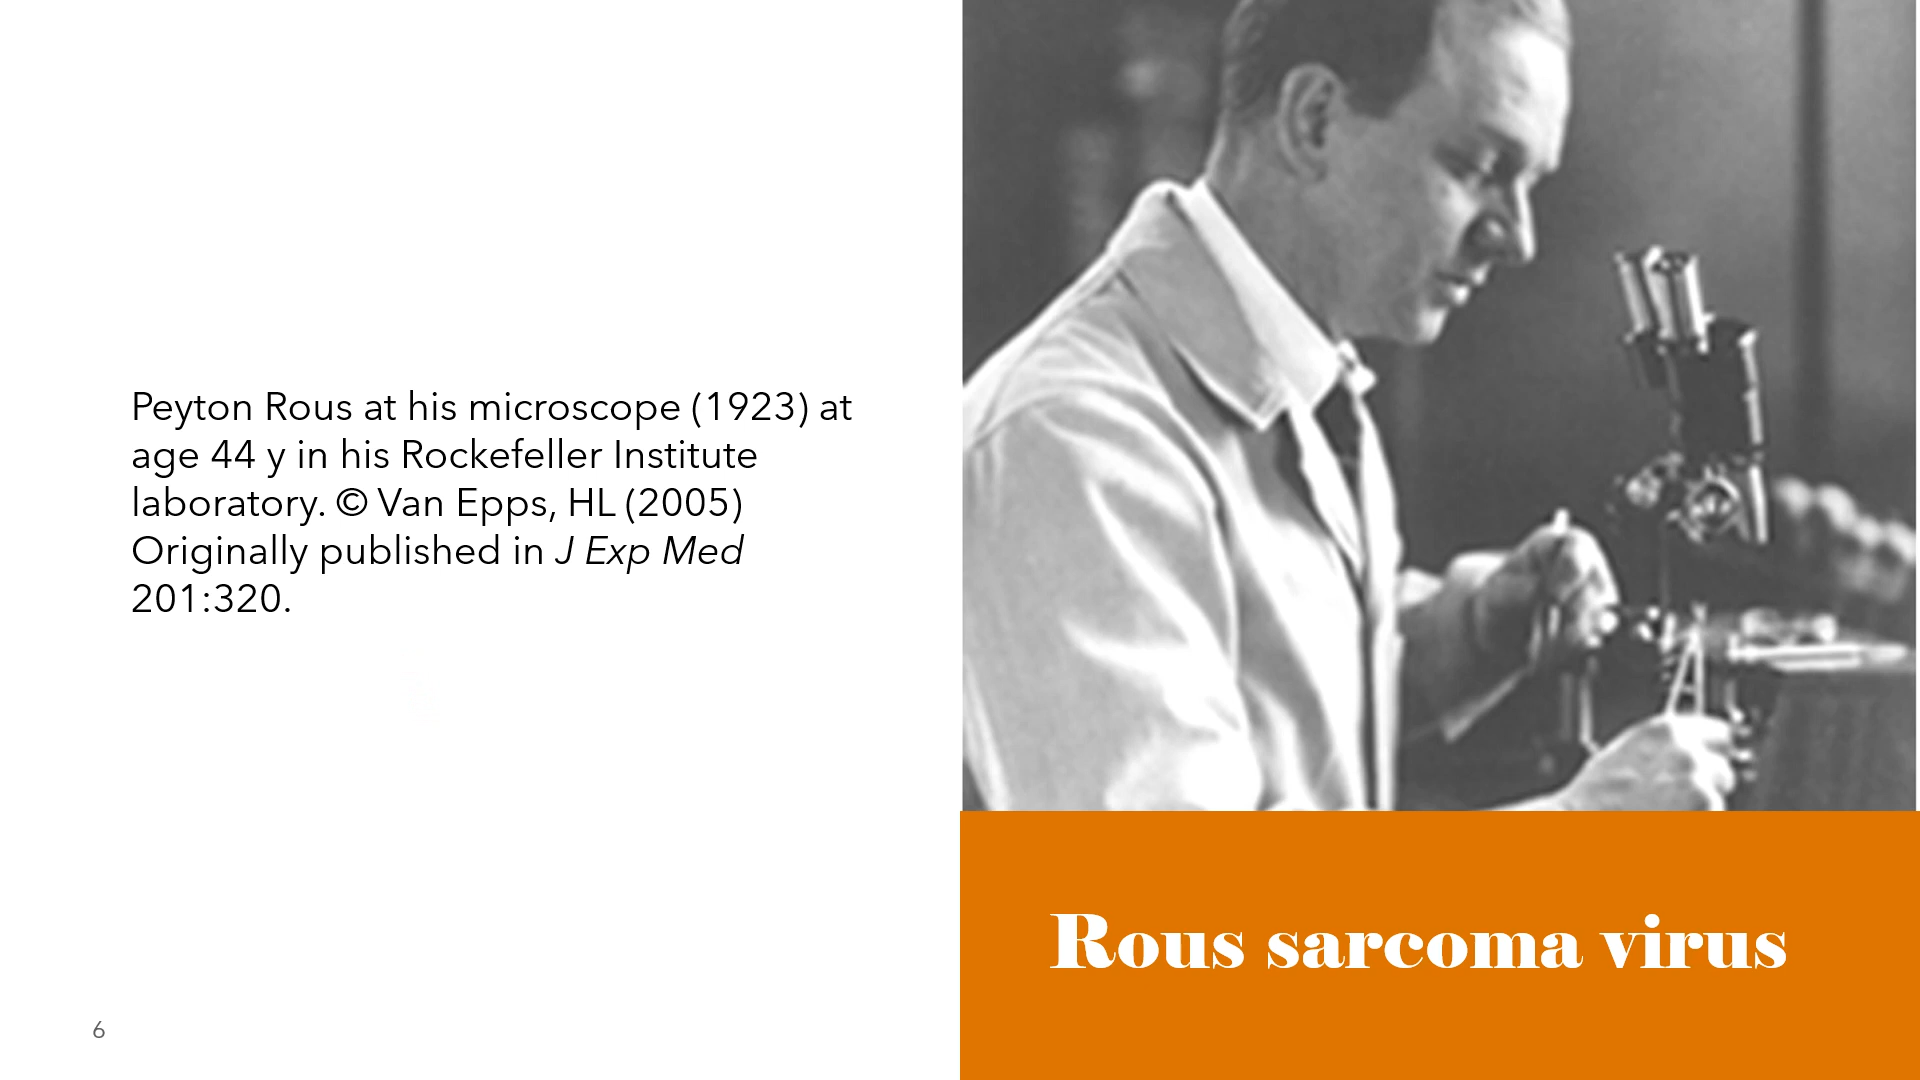 Peyton Rous at his microscope (1923) at
age 44 y in his Rockefeller Institute
laboratory. © Van Epps, HL (2005)
Originally published in J Exp Med
201:320.
Rous sarcoma virus
6